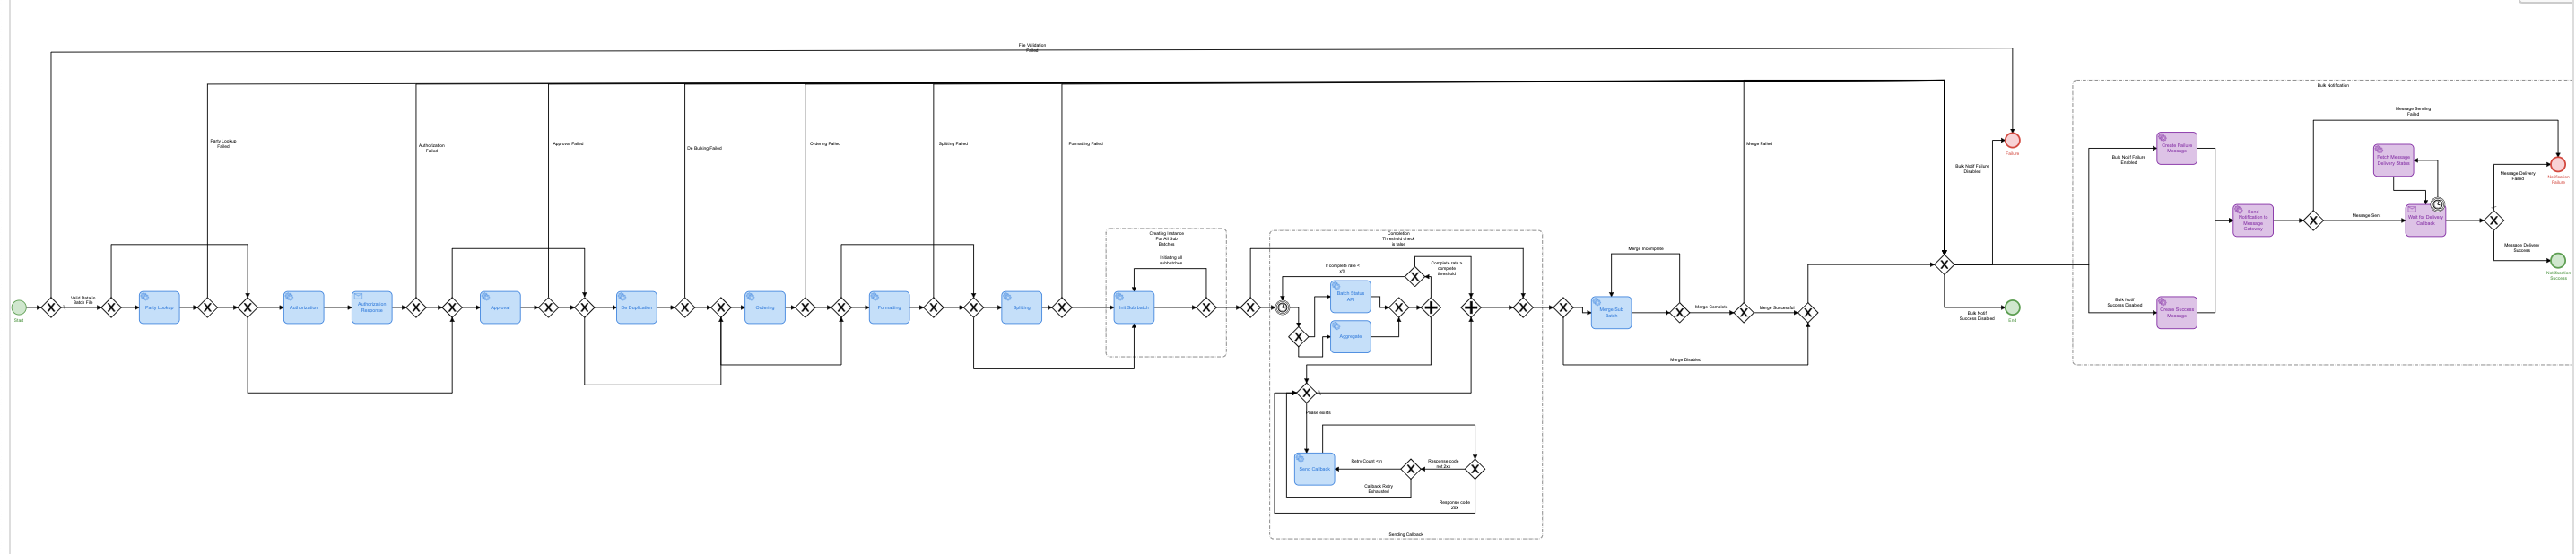 File Validation
Failed
Bulk Notification
Message Sending
Failed
Party Lookup
Failed
Authorization
Failed
Approval Failed
De Bulking Failed
Ordering Failed
Splitting Failed
Formatting Failed
Merge Failed
Failure
Bulk Notif Failure
Disabled
Bulk Notif Failure
Enabled
Create Failure
Message
Fetch Message
Delivery Status
Message Delivery
Failed
Notification
Failure
Send
Notification to
Message
Gateway
Message Sent
Wait for Delivery
Callback
Message Delivery
Success
Notification
Success
Creating Instance
For All Sub
Batches
Initiating all
subbatches
Completion
Threshold check
is false
If complete rate <
x%
Complete rate >
complete
threshold
Merge Incomplete
Start
Valid Data in
Batch File
Party Lookup
Authorization
Authorization
Response
Approval
De Duplication
Ordering
Formatting
Splitting
Init Sub batch
Batch Status
API
Aggregate
Merge Sub
Batch
Merge Complete
Merge Successful
Merge Disabled
Bulk Notif
Success Disabled
End
Bulk Notif
Success Disabled
Create Success
Message
Phase exists
Send Callback
Retry Count < n
Response code
not 2xx
Callback Retry
Exhausted
Response code
2xx
Sending Callback